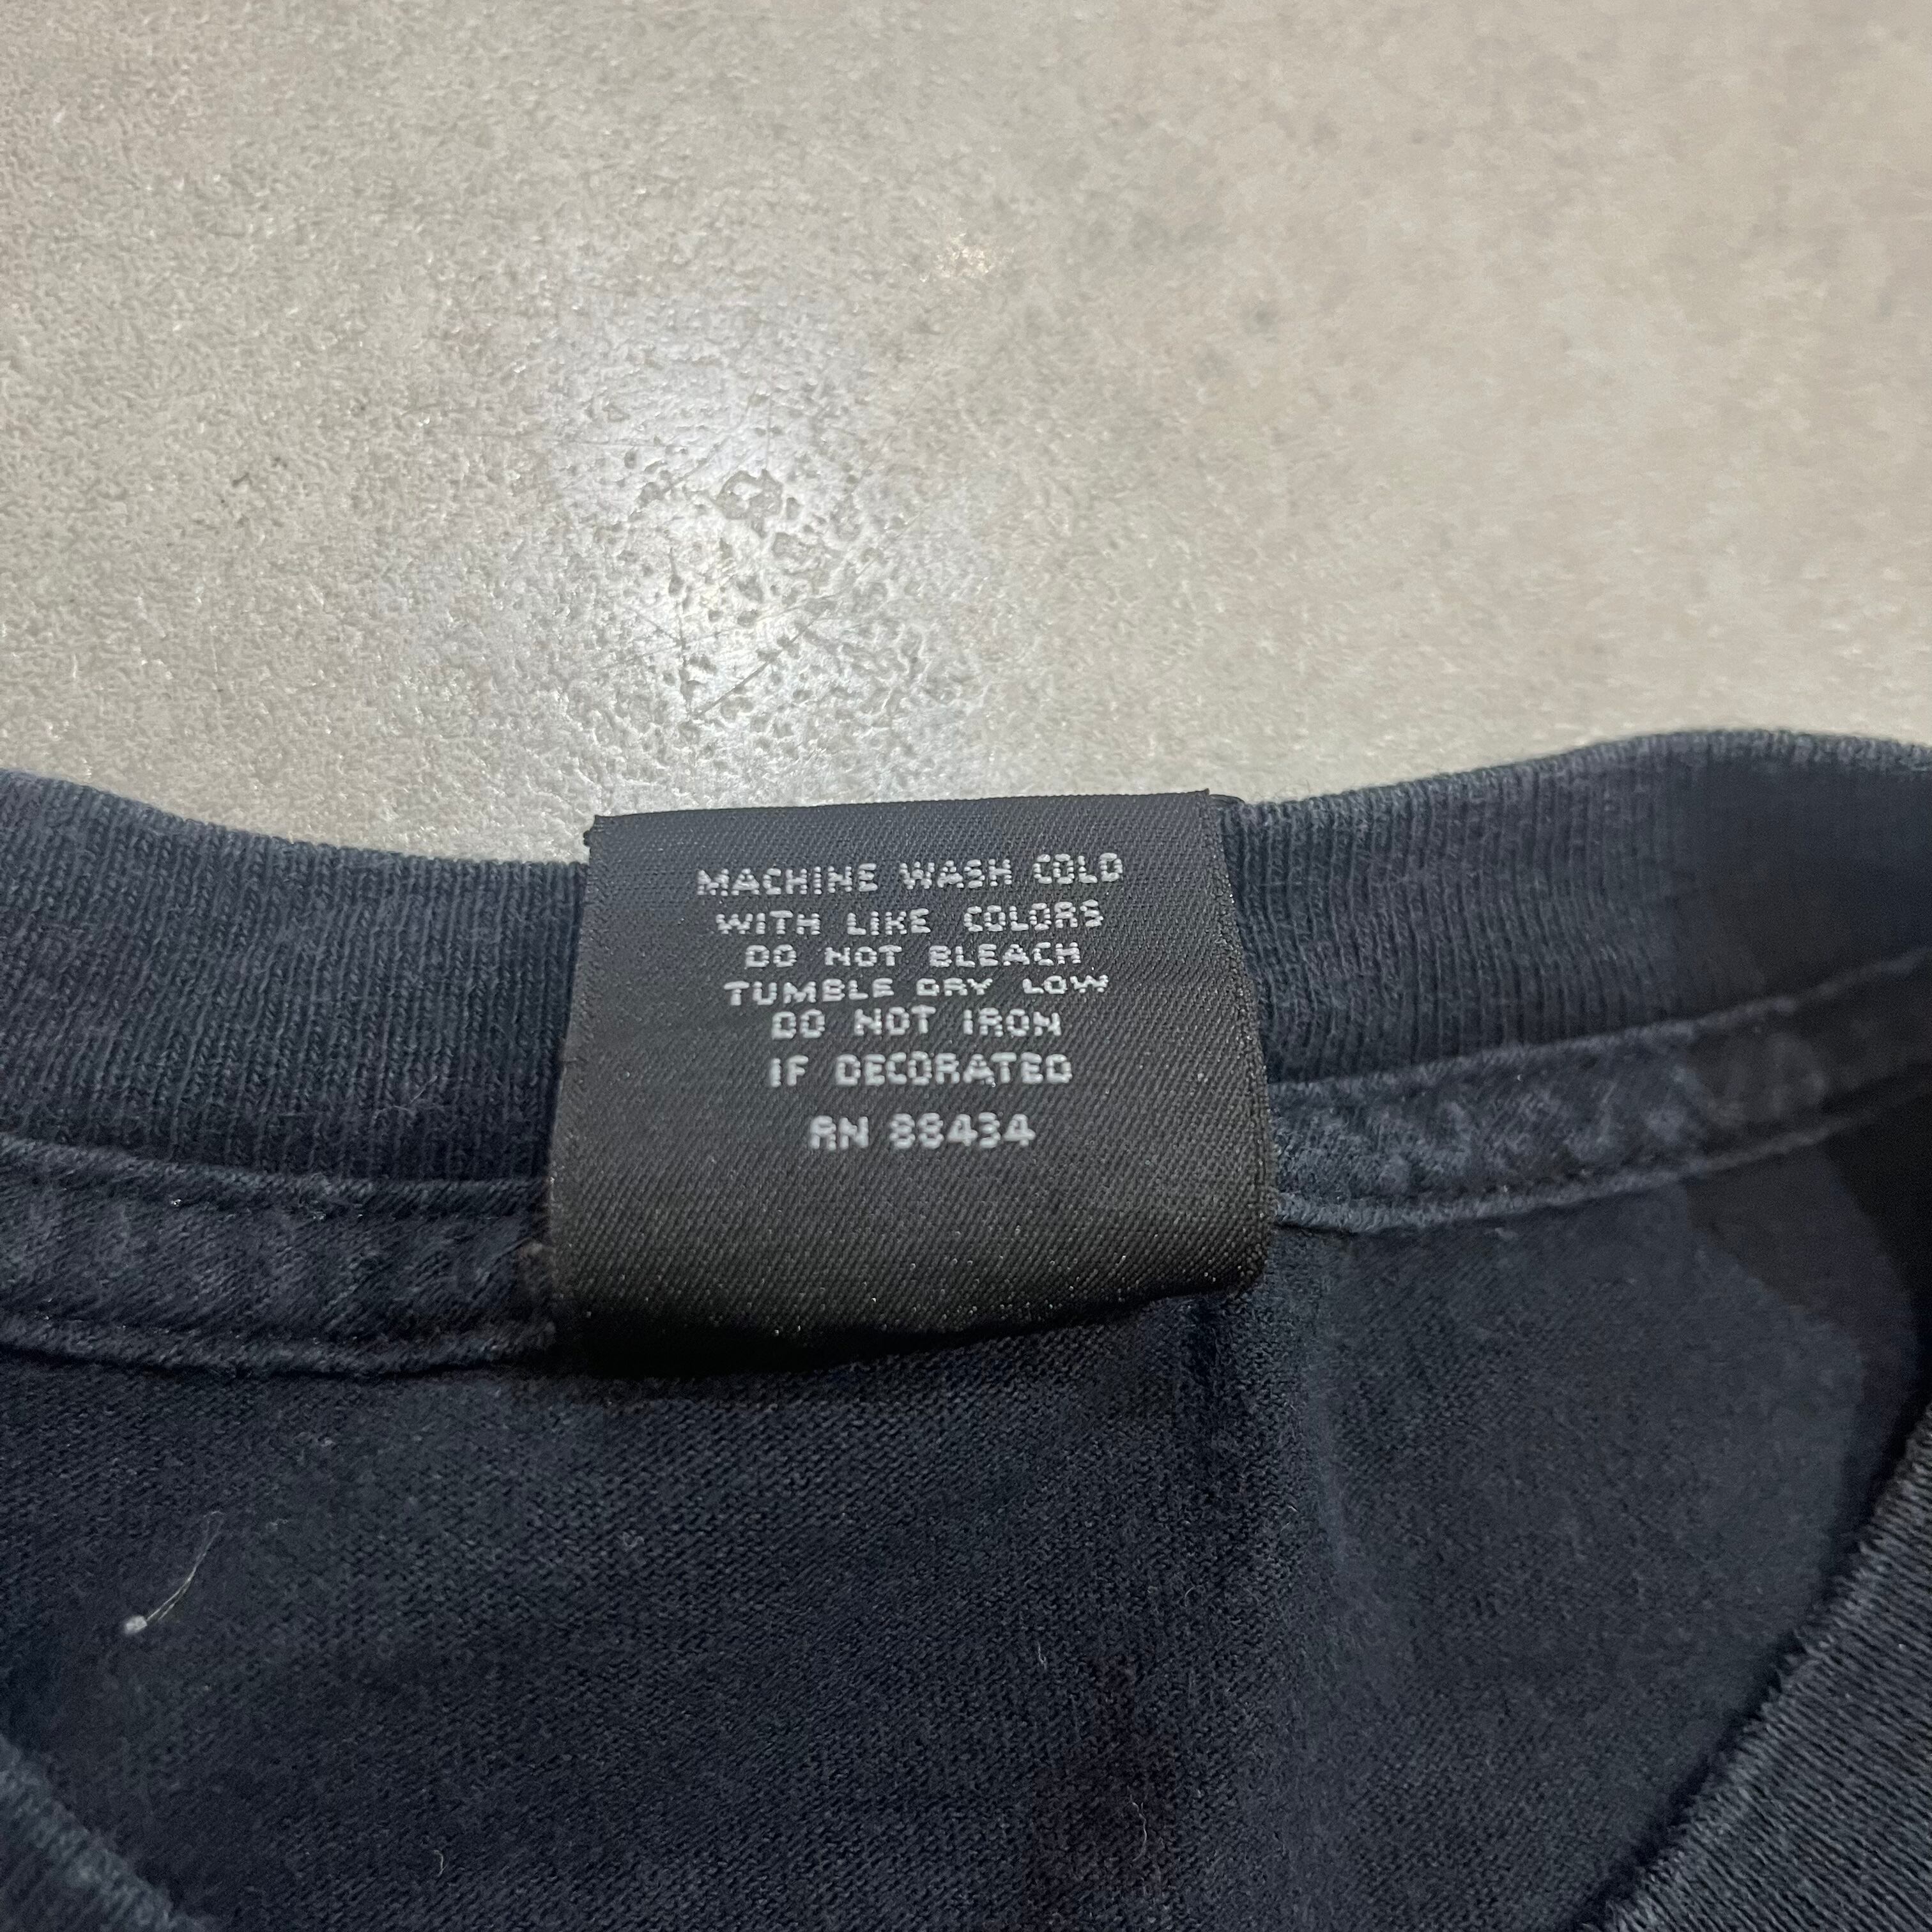 MACHINE WASH COLD
WITH LIKE COLORS
DO NOT BLEACH
TUMBLE DRY LOW
DO NOT IRON
IF DECORATED
RN 88434